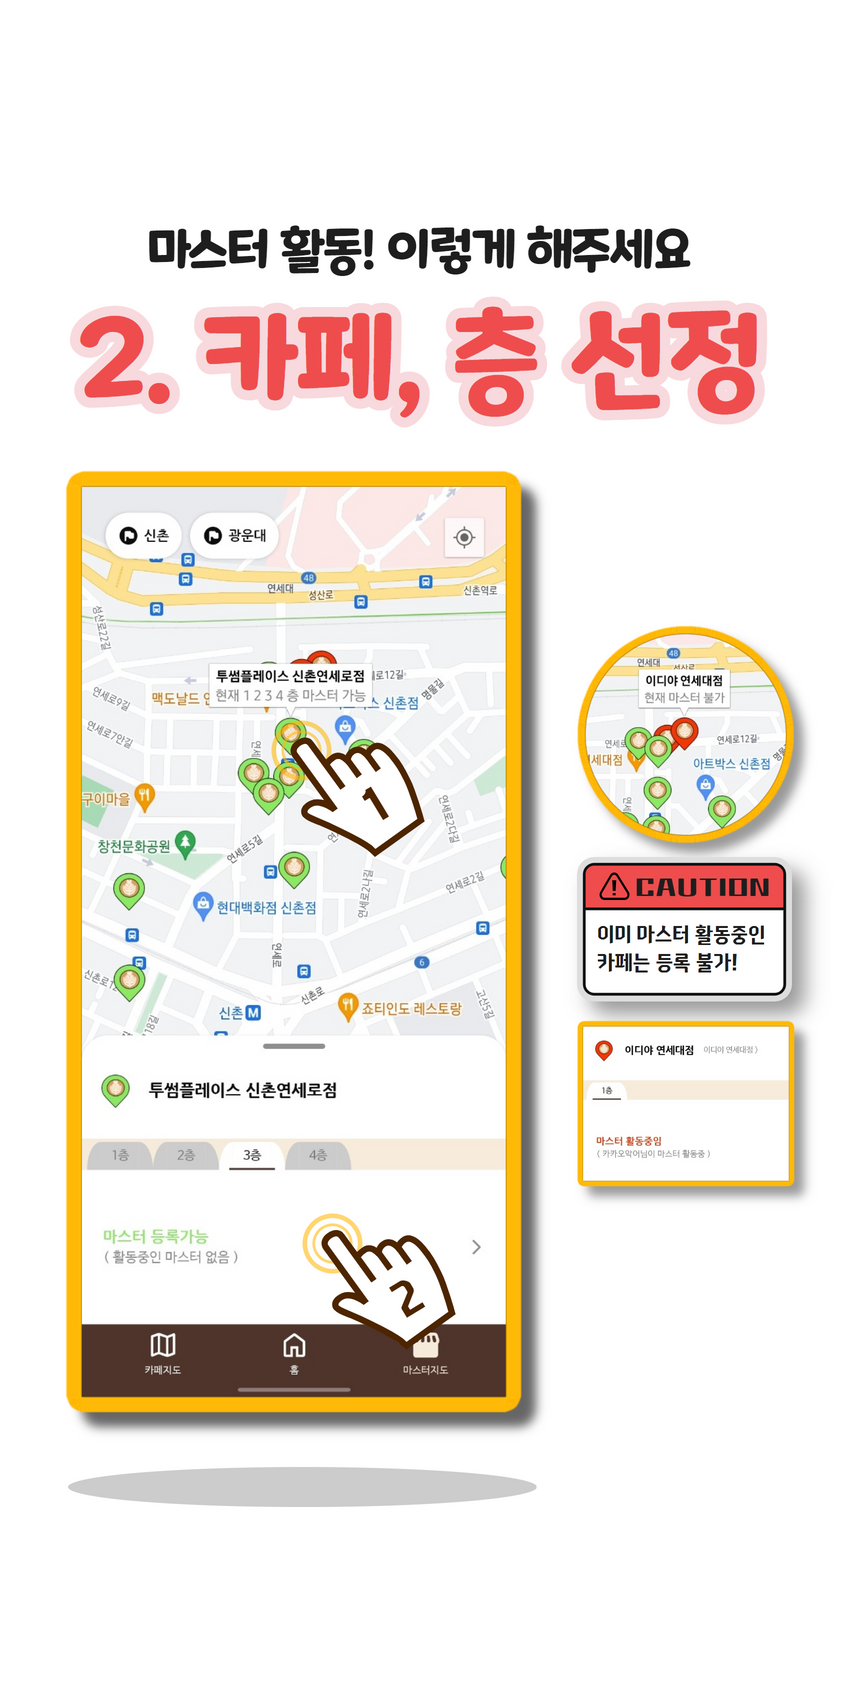 마스터 활동! 이렇게 해주세요
2. 카페, 층 선정
신촌
광운대
48
연세대
성산로
신촌역로
성산로22길
투썸플레이스 신촌연세로점
현재 1 2 3 4 층 마스터 가능
로12길
맥도날드
신촌점
명물길
연세로9길
연세로7안길
1
구이마을
창천문화공원
연세로5길
연세로2다길
연세로2나길
연세로2길
현대백화점 신촌점
연세로
6
신촌로
신촌 M
죠티인도 레스토랑
고산5길
18길
투썸플레이스 신촌연세로점
1층
2층
3층
4층
마스터 등록가능
( 활동중인 마스터 없음 )
2
카페지도
홈
마스터지도
48
연세대
성산로
이디야 연세대점
현재 마스터 불가
연세로
연세로12길
세대점
아트박스 신촌점
CAUTION
이미 마스터 활동중인
카페는 등록 불가!
이디야 연세대점
이디야 연세대점 〉
1층
마스터 활동중임
( 카카오악어님이 마스터 활동중 )